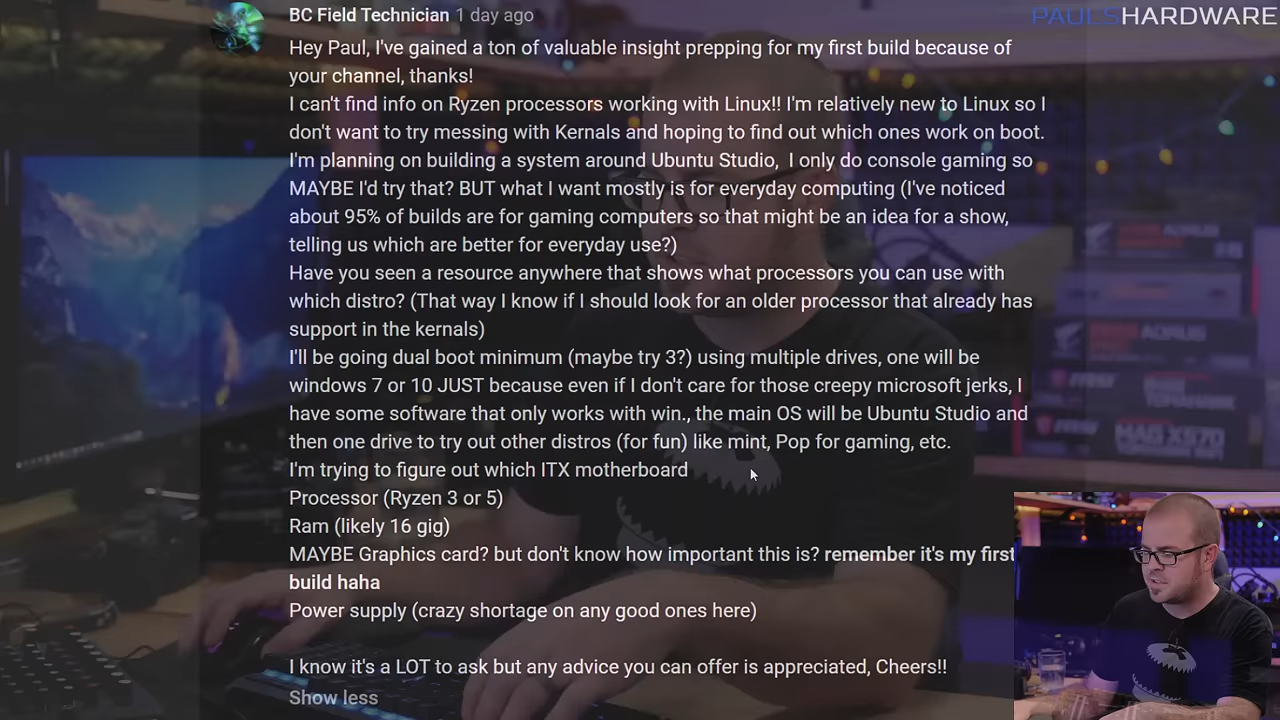 BC Field Technician 1 day ago
PAULSHARDWARE
Hey Paul, I've gained a ton of valuable insight prepping for my first build because of
your channel, thanks!
I can't find info on Ryzen processors working with Linux!! I'm relatively new to Linux so I
don't want to try messing with Kernals and hoping to find out which ones work on boot.
I'm planning on building a system around Ubuntu Studio,  I only do console gaming so
MAYBE I'd try that? BUT what I want mostly is for everyday computing (I've noticed
about 95% of builds are for gaming computers so that might be an idea for a show,
telling us which are better for everyday use?)
Have you seen a resource anywhere that shows what processors you can use with
which distro? (That way I know if I should look for an older processor that already has
support in the kernals)
I'll be going dual boot minimum (maybe try 3?) using multiple drives, one will be
windows 7 or 10 JUST because even if I don't care for those creepy microsoft jerks, I
have some software that only works with win., the main OS will be Ubuntu Studio and
then one drive to try out other distros (for fun) like mint, Pop for gaming, etc.
I'm trying to figure out which ITX motherboard
Processor (Ryzen 3 or 5)
Ram (likely 16 gig)
MAYBE Graphics card? but don't know how important this is? remember it's my first
build haha
Power supply (crazy shortage on any good ones here)
I know it's a LOT to ask but any advice you can offer is appreciated, Cheers!!
Show less
AORUS
MAG X570